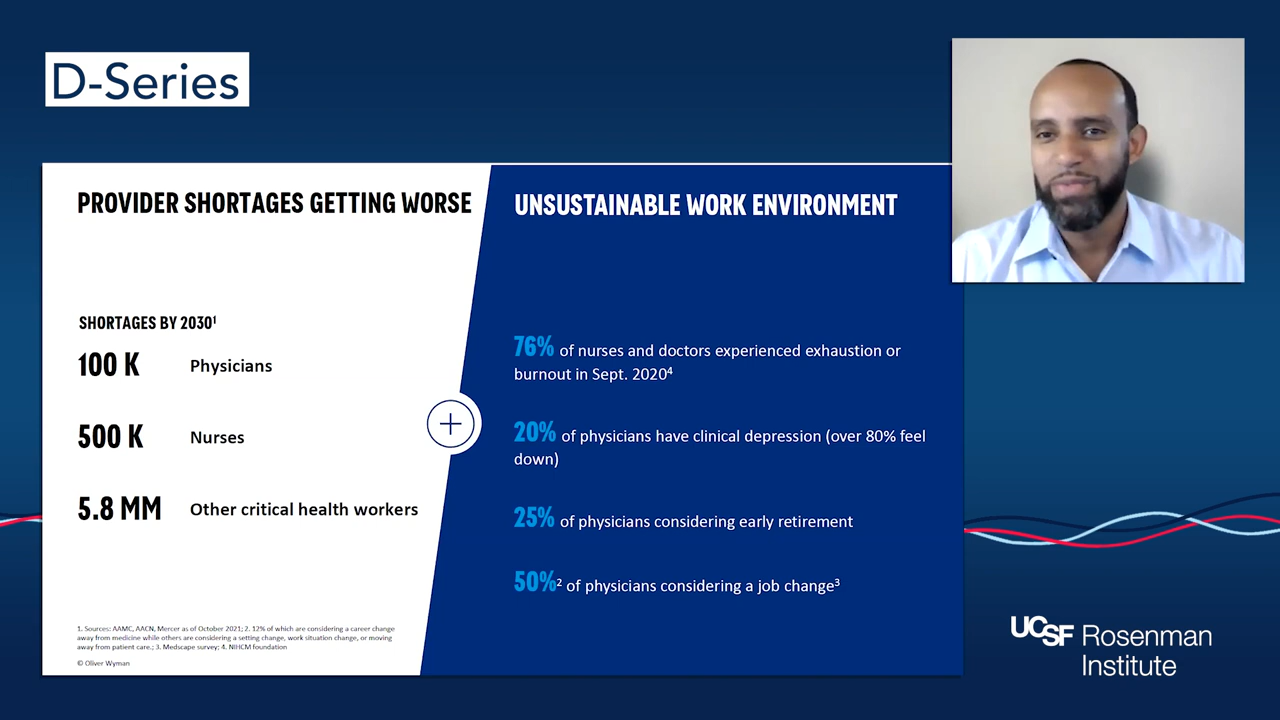 D-Series
PROVIDER SHORTAGES GETTING WORSE
SHORTAGES BY 2030¹
100 K Physicians
500 K Nurses
5.8 MM Other critical health workers
1. Sources: AAMC, AACN, Mercer as of October 2021; 2. 12% of which are considering a career change
away from medicine while others are considering a setting change, work situation change, or moving
away from patient care.; 3. Medscape survey; 4. NIHCM foundation
© Oliver Wyman
UNSUSTAINABLE WORK ENVIRONMENT
76% of nurses and doctors experienced exhaustion or
burnout in Sept. 2020⁴
20% of physicians have clinical depression (over 80% feel
down)
25% of physicians considering early retirement
50%² of physicians considering a job change³
UCSF Rosenman
Institute